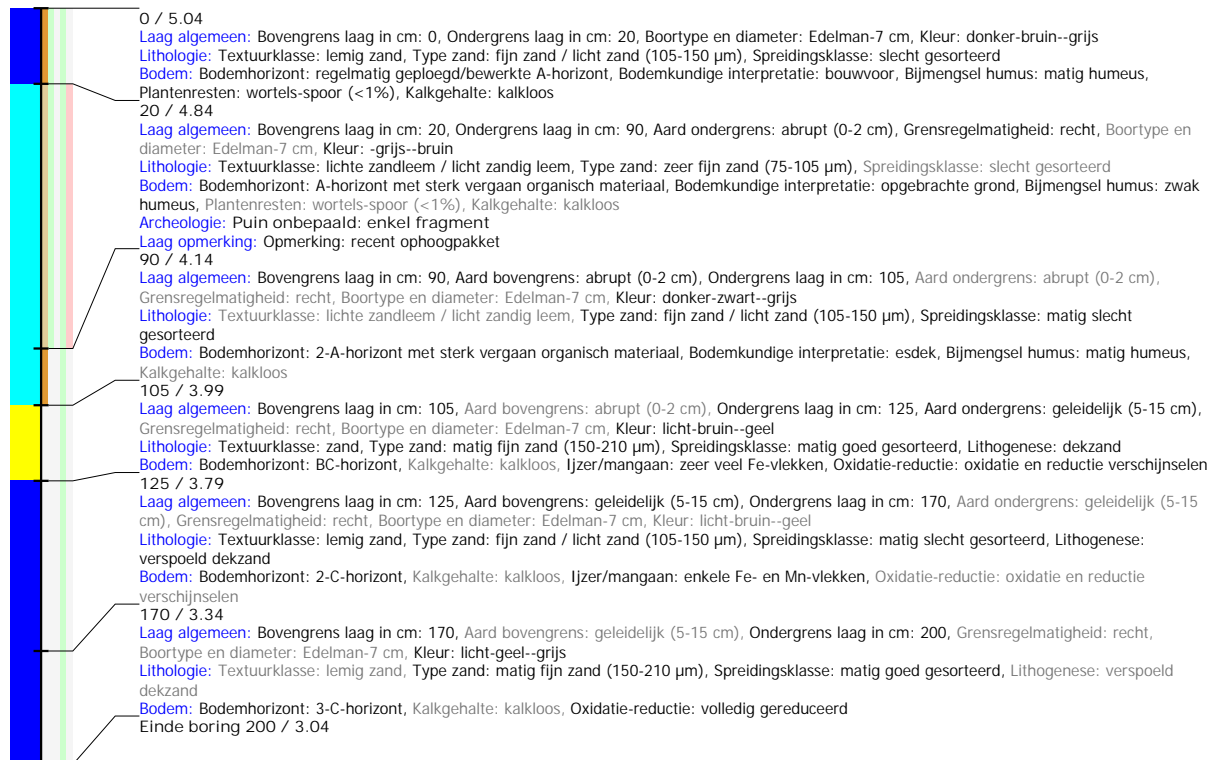 0 / 5.04
Laag algemeen: Bovengrens laag in cm: 0, Ondergrens laag in cm: 20, Boortype en diameter: Edelman-7 cm, Kleur: donker-bruin--grijs
Lithologie: Textuurklasse: lemig zand, Type zand: fijn zand / licht zand (105-150 µm), Spreidingsklasse: slecht gesorteerd
Bodem: Bodemhorizont: regelmatig geploegd/bewerkte A-horizont, Bodemkundige interpretatie: bouwvoor, Bijmengsel humus: matig humeus,
Plantenresten: wortels-spoor (<1%), Kalkgehalte: kalkloos
20 / 4.84
Laag algemeen: Bovengrens laag in cm: 20, Ondergrens laag in cm: 90, Aard ondergrens: abrupt (0-2 cm), Grensregelmatigheid: recht, Boortype en
diameter: Edelman-7 cm, Kleur: -grijs--bruin
Lithologie: Textuurklasse: lichte zandleem / licht zandig leem, Type zand: zeer fijn zand (75-105 µm), Spreidingsklasse: slecht gesorteerd
Bodem: Bodemhorizont: A-horizont met sterk vergaan organisch materiaal, Bodemkundige interpretatie: opgebrachte grond, Bijmengsel humus: zwak
humeus, Plantenresten: wortels-spoor (<1%), Kalkgehalte: kalkloos
Archeologie: Puin onbepaald: enkel fragment
Laag opmerking: Opmerking: recent ophoogpakket
90 / 4.14
Laag algemeen: Bovengrens laag in cm: 90, Aard bovengrens: abrupt (0-2 cm), Ondergrens laag in cm: 105, Aard ondergrens: abrupt (0-2 cm),
Grensregelmatigheid: recht, Boortype en diameter: Edelman-7 cm, Kleur: donker-zwart--grijs
Lithologie: Textuurklasse: lichte zandleem / licht zandig leem, Type zand: fijn zand / licht zand (105-150 µm), Spreidingsklasse: matig slecht
gesorteerd
Bodem: Bodemhorizont: 2-A-horizont met sterk vergaan organisch materiaal, Bodemkundige interpretatie: esdek, Bijmengsel humus: matig humeus,
Kalkgehalte: kalkloos
105 / 3.99
Laag algemeen: Bovengrens laag in cm: 105, Aard bovengrens: abrupt (0-2 cm), Ondergrens laag in cm: 125, Aard ondergrens: geleidelijk (5-15 cm),
Grensregelmatigheid: recht, Boortype en diameter: Edelman-7 cm, Kleur: licht-bruin--geel
Lithologie: Textuurklasse: zand, Type zand: matig fijn zand (150-210 µm), Spreidingsklasse: matig goed gesorteerd, Lithogenese: dekzand
Bodem: Bodemhorizont: BC-horizont, Kalkgehalte: kalkloos, Ijzer/mangaan: zeer veel Fe-vlekken, Oxidatie-reductie: oxidatie en reductie verschijnselen
125 / 3.79
Laag algemeen: Bovengrens laag in cm: 125, Aard bovengrens: geleidelijk (5-15 cm), Ondergrens laag in cm: 170, Aard ondergrens: geleidelijk (5-15
cm), Grensregelmatigheid: recht, Boortype en diameter: Edelman-7 cm, Kleur: licht-bruin--geel
Lithologie: Textuurklasse: lemig zand, Type zand: fijn zand / licht zand (105-150 µm), Spreidingsklasse: matig slecht gesorteerd, Lithogenese:
verspoeld dekzand
Bodem: Bodemhorizont: 2-C-horizont, Kalkgehalte: kalkloos, Ijzer/mangaan: enkele Fe- en Mn-vlekken, Oxidatie-reductie: oxidatie en reductie
verschijnselen
170 / 3.34
Laag algemeen: Bovengrens laag in cm: 170, Aard bovengrens: geleidelijk (5-15 cm), Ondergrens laag in cm: 200, Grensregelmatigheid: recht,
Boortype en diameter: Edelman-7 cm, Kleur: licht-geel--grijs
Lithologie: Textuurklasse: lemig zand, Type zand: matig fijn zand (150-210 µm), Spreidingsklasse: matig goed gesorteerd, Lithogenese: verspoeld
dekzand
Bodem: Bodemhorizont: 3-C-horizont, Kalkgehalte: kalkloos, Oxidatie-reductie: volledig gereduceerd
Einde boring 200 / 3.04